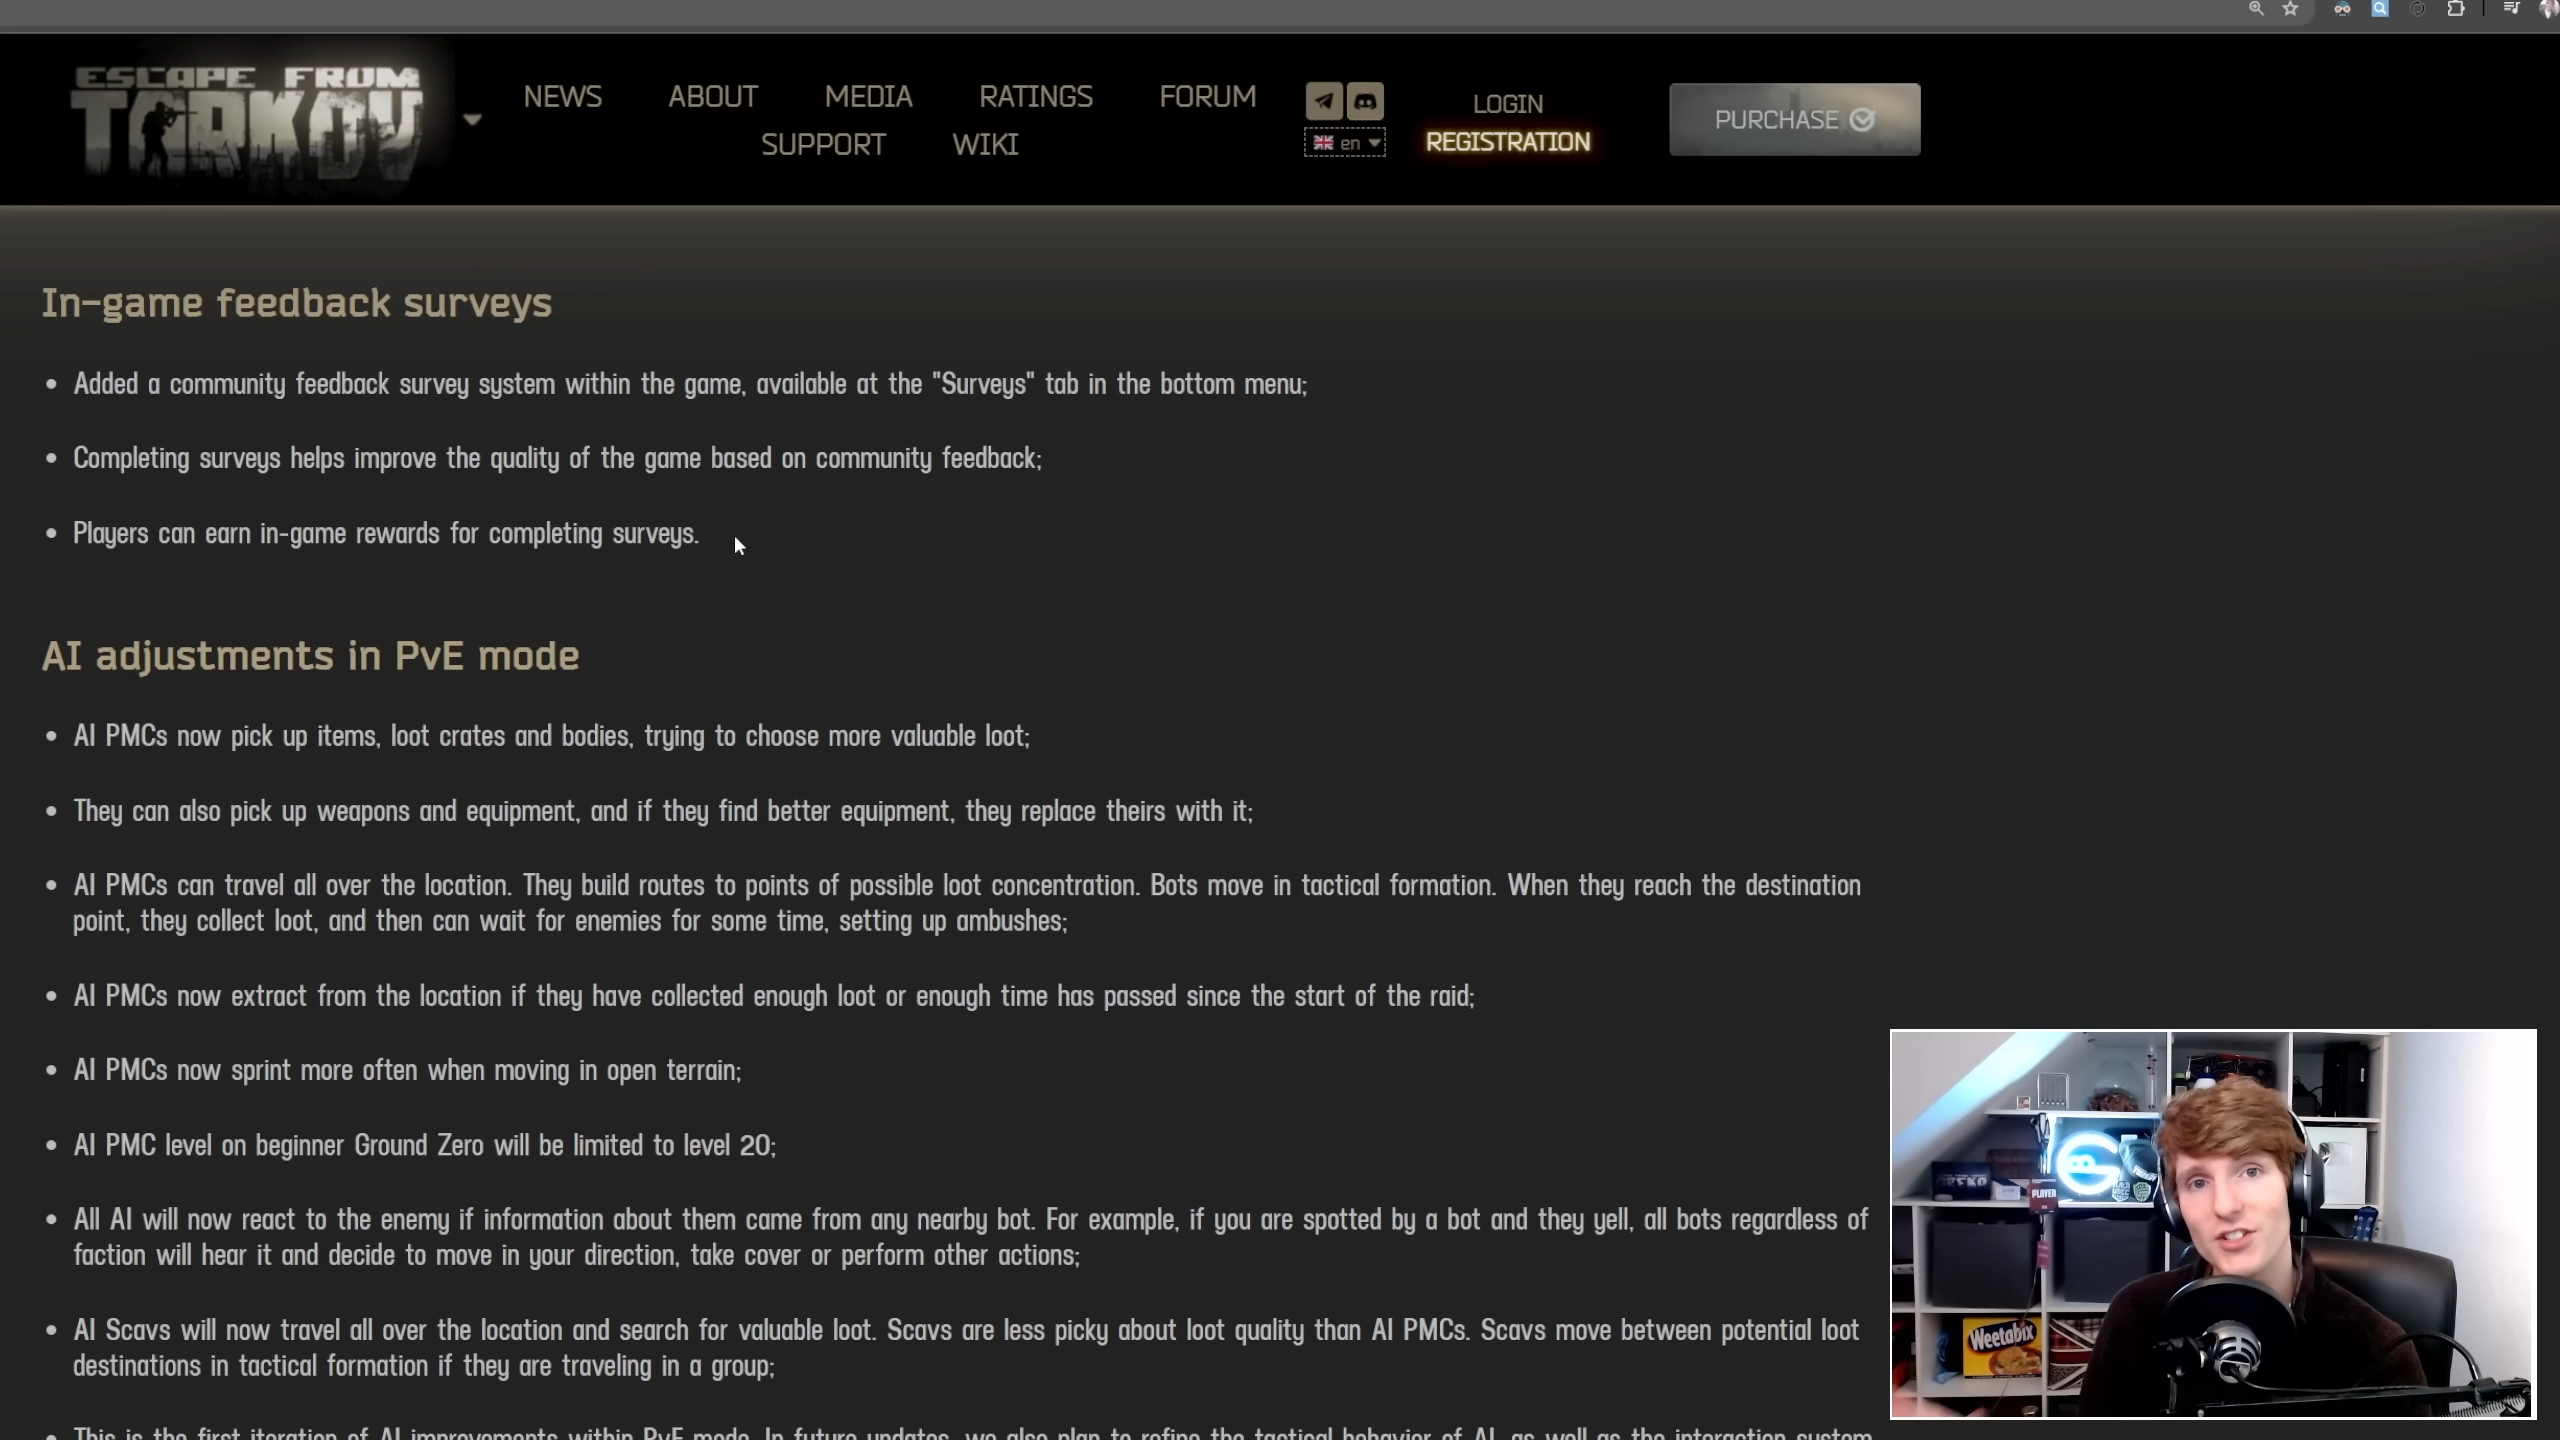 ESCAPE FROM
TARKOV
NEWS ABOUT MEDIA RATINGS FORUM
SUPPORT WIKI
en
LOGIN
REGISTRATION
PURCHASE
In-game feedback surveys
• Added a community feedback survey system within the game, available at the "Surveys" tab in the bottom menu;
• Completing surveys helps improve the quality of the game based on community feedback;
• Players can earn in-game rewards for completing surveys.
AI adjustments in PvE mode
• AI PMCs now pick up items, loot crates and bodies, trying to choose more valuable loot;
• They can also pick up weapons and equipment, and if they find better equipment, they replace theirs with it;
• AI PMCs can travel all over the location. They build routes to points of possible loot concentration. Bots move in tactical formation. When they reach the destination
point, they collect loot, and then can wait for enemies for some time, setting up ambushes;
• AI PMCs now extract from the location if they have collected enough loot or enough time has passed since the start of the raid;
• AI PMCs now sprint more often when moving in open terrain;
• AI PMC level on beginner Ground Zero will be limited to level 20;
• All AI will now react to the enemy if information about them came from any nearby bot. For example, if you are spotted by a bot and they yell, all bots regardless of
faction will hear it and decide to move in your direction, take cover or perform other actions;
• AI Scavs will now travel all over the location and search for valuable loot. Scavs are less picky about loot quality than AI PMCs. Scavs move between potential loot
destinations in tactical formation if they are traveling in a group;
• This is the first iteration of AI improvements within PvE mode. In future updates, we also plan to refine the tactical behavior of AI, as well as the interaction system
PLAYER
Weetabix